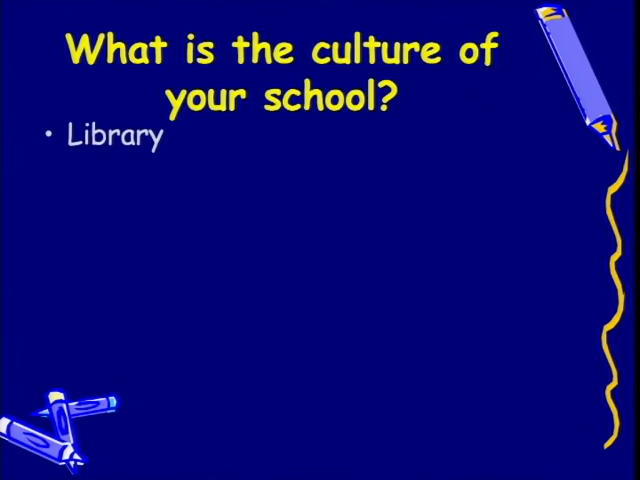 What is the culture of
your school?
• Library